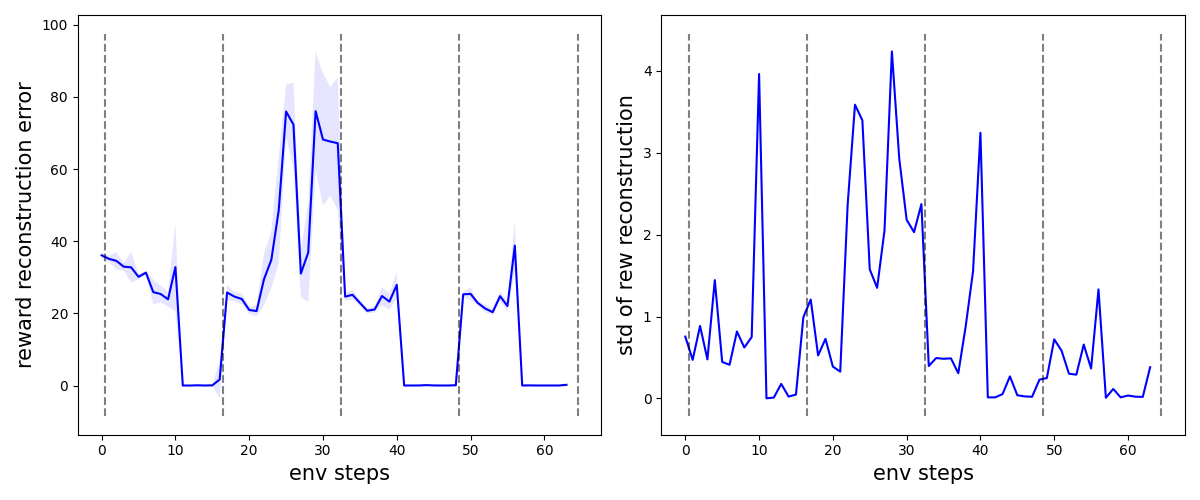 reward reconstruction error
100
80
60
40
20
0
0 10 20 30 40 50 60
env steps
std of rew reconstruction
4
3
2
1
0
0 10 20 30 40 50 60
env steps